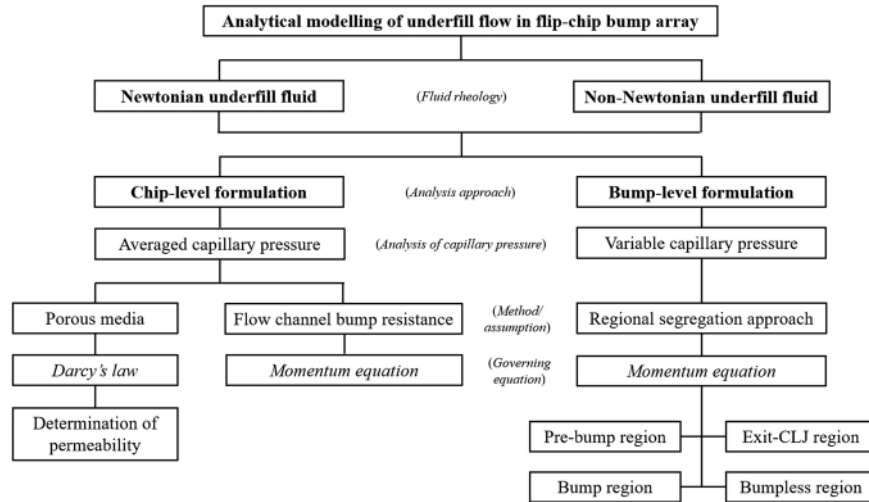 Analytical modelling of underfill flow in flip-chip bump array
Newtonian underfill fluid
(Fluid rheology)
Non-Newtonian underfill fluid
Chip-level formulation
(Analysis approach)
Bump-level formulation
Averaged capillary pressure
(Analysis of capillary pressure)
Variable capillary pressure
Porous media
Flow channel bump resistance
(Method/
assumption)
Regional segregation approach
Darcy's law
Momentum equation
(Governing
equation)
Momentum equation
Determination of
permeability
Pre-bump region
Exit-CLJ region
Bump region
Bumpless region